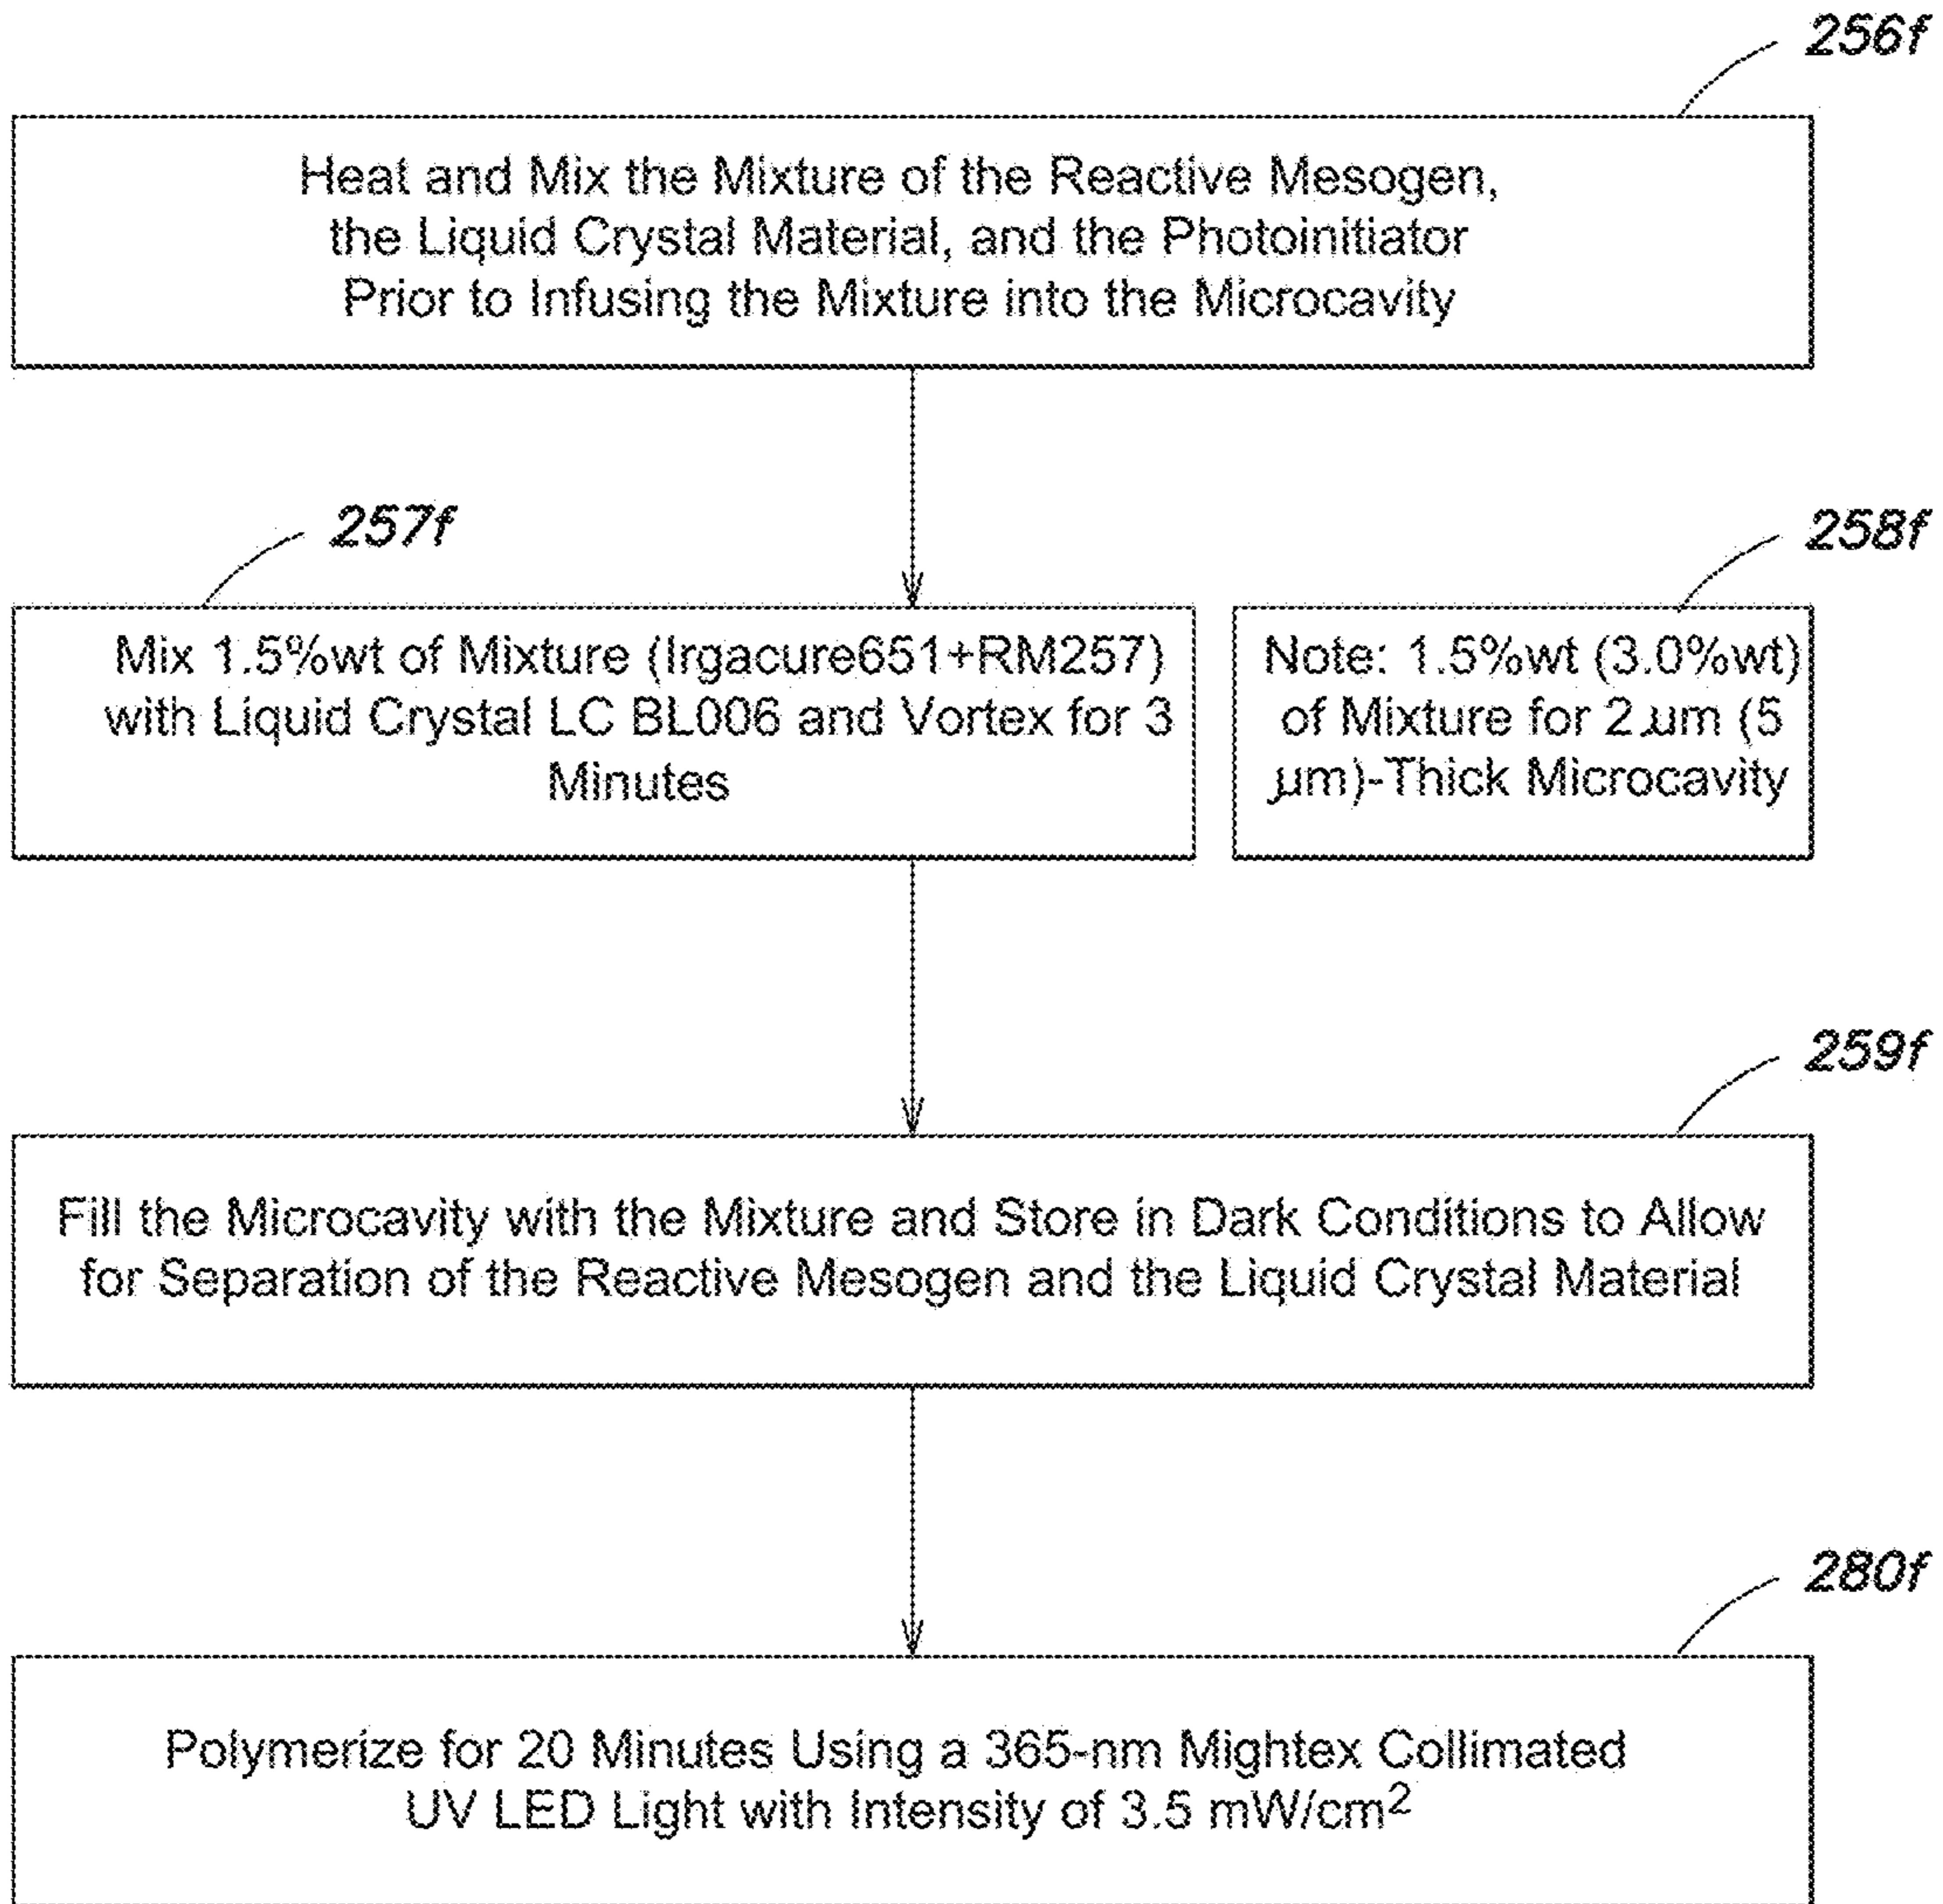 256f
Heat and Mix the Mixture of the Reactive Mesogen,
the Liquid Crystal Material, and the Photoinitiator
Prior to Infusing the Mixture into the Microcavity
257f
Mix 1.5%wt of Mixture (Irgacure651+RM257)
with Liquid Crystal LC BL006 and Vortex for 3
Minutes
258f
Note: 1.5%wt (3.0%wt)
of Mixture for 2 µm (5
µm)-Thick Microcavity
259f
Fill the Microcavity with the Mixture and Store in Dark Conditions to Allow
for Separation of the Reactive Mesogen and the Liquid Crystal Material
280f
Polymerize for 20 Minutes Using a 365-nm Mightex Collimated
UV LED Light with Intensity of 3.5 mW/cm²